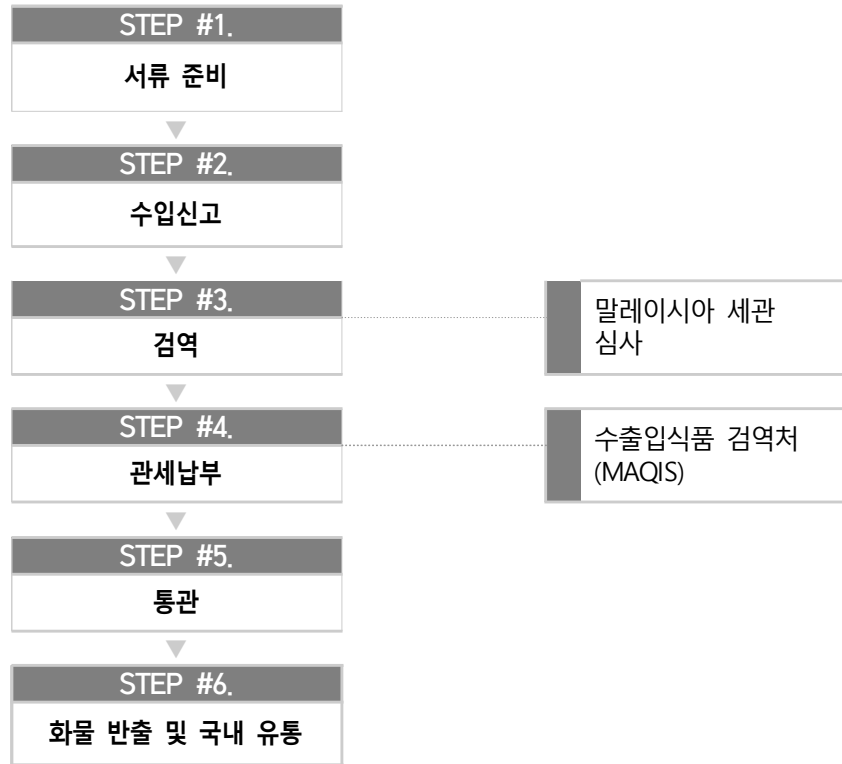 STEP #1.
서류 준비
STEP #2.
수입신고
STEP #3.
검역
말레이시아 세관
심사
STEP #4.
관세납부
수출입식품 검역처
(MAQIS)
STEP #5.
통관
STEP #6.
화물 반출 및 국내 유통